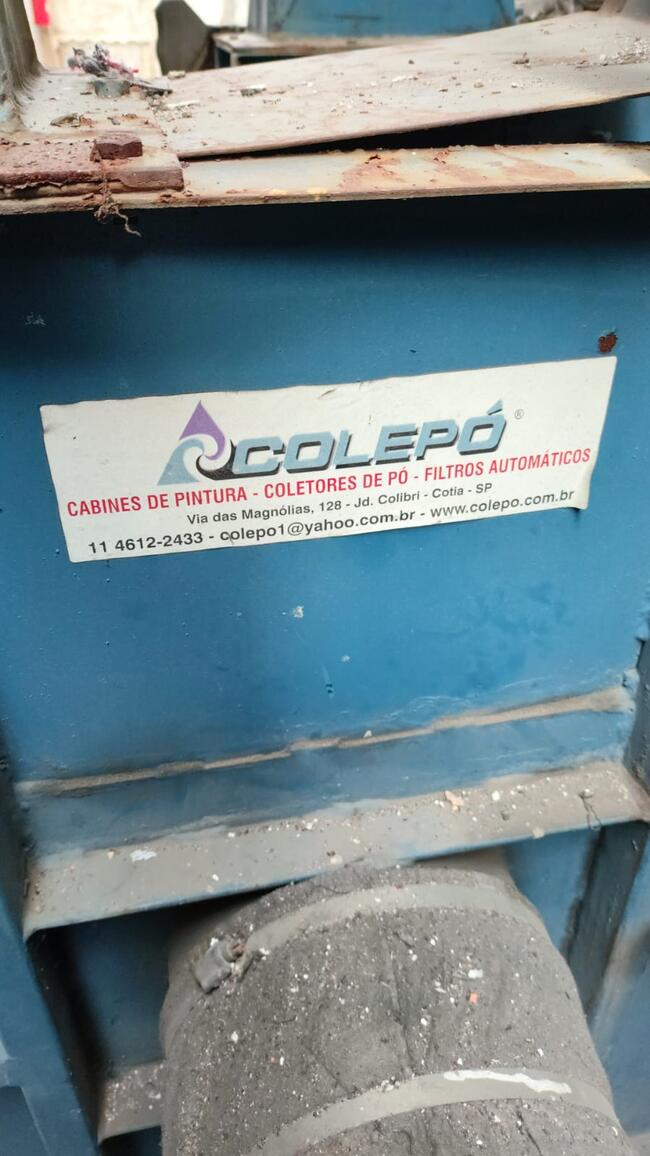 COLEPÓ ®
CABINES DE PINTURA - COLETORES DE PÓ - FILTROS AUTOMÁTICOS
Via das Magnólias, 128 - Jd. Colibri - Cotia - SP
11 4612-2433 - colepo1@yahoo.com.br - www.colepo.com.br